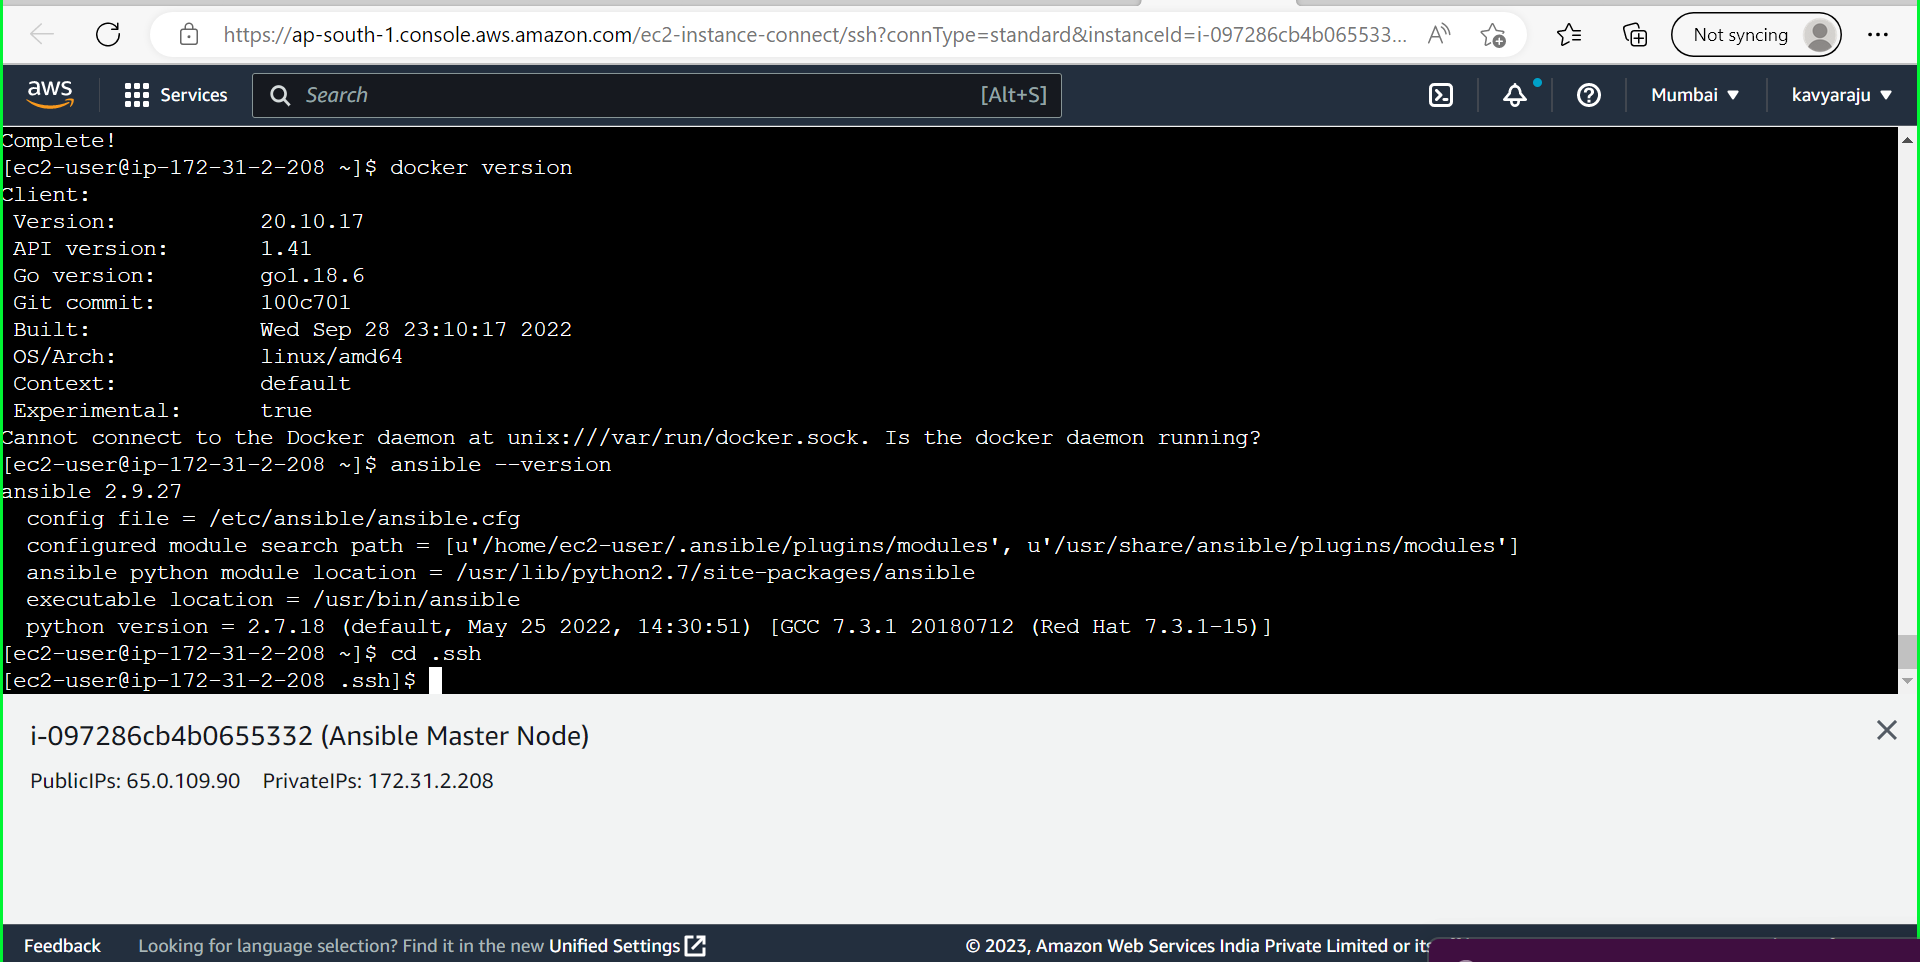 https://ap-south-1.console.aws.amazon.com/ec2-instance-connect/ssh?connType=standard&instanceId=i-097286cb4b065533...
Not syncing
aws
Services
Search
[Alt+S]
Mumbai
kavyaraju
Complete!
[ec2-user@ip-172-31-2-208 ~]$ docker version
Client:
Version: 20.10.17
API version: 1.41
Go version: go1.18.6
Git commit: 100c701
Built: Wed Sep 28 23:10:17 2022
OS/Arch: linux/amd64
Context: default
Experimental: true
Cannot connect to the Docker daemon at unix:///var/run/docker.sock. Is the docker daemon running?
[ec2-user@ip-172-31-2-208 ~]$ ansible --version
ansible 2.9.27
config file = /etc/ansible/ansible.cfg
configured module search path = [u'/home/ec2-user/.ansible/plugins/modules', u'/usr/share/ansible/plugins/modules']
ansible python module location = /usr/lib/python2.7/site-packages/ansible
executable location = /usr/bin/ansible
python version = 2.7.18 (default, May 25 2022, 14:30:51) [GCC 7.3.1 20180712 (Red Hat 7.3.1-15)]
[ec2-user@ip-172-31-2-208 ~]$ cd .ssh
[ec2-user@ip-172-31-2-208 .ssh]$
i-097286cb4b0655332 (Ansible Master Node)
PublicIPs: 65.0.109.90 PrivateIPs: 172.31.2.208
Feedback
Looking for language selection? Find it in the new Unified Settings
© 2023, Amazon Web Services India Private Limited or its